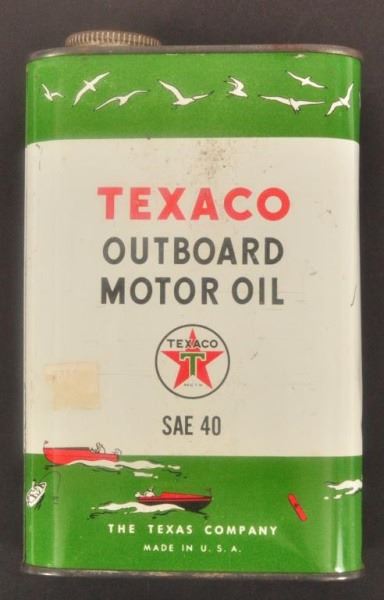 TEXACO
OUTBOARD
MOTOR OIL
TEXACO
T
SAE 40
THE TEXAS COMPANY
MADE IN U. S. A.